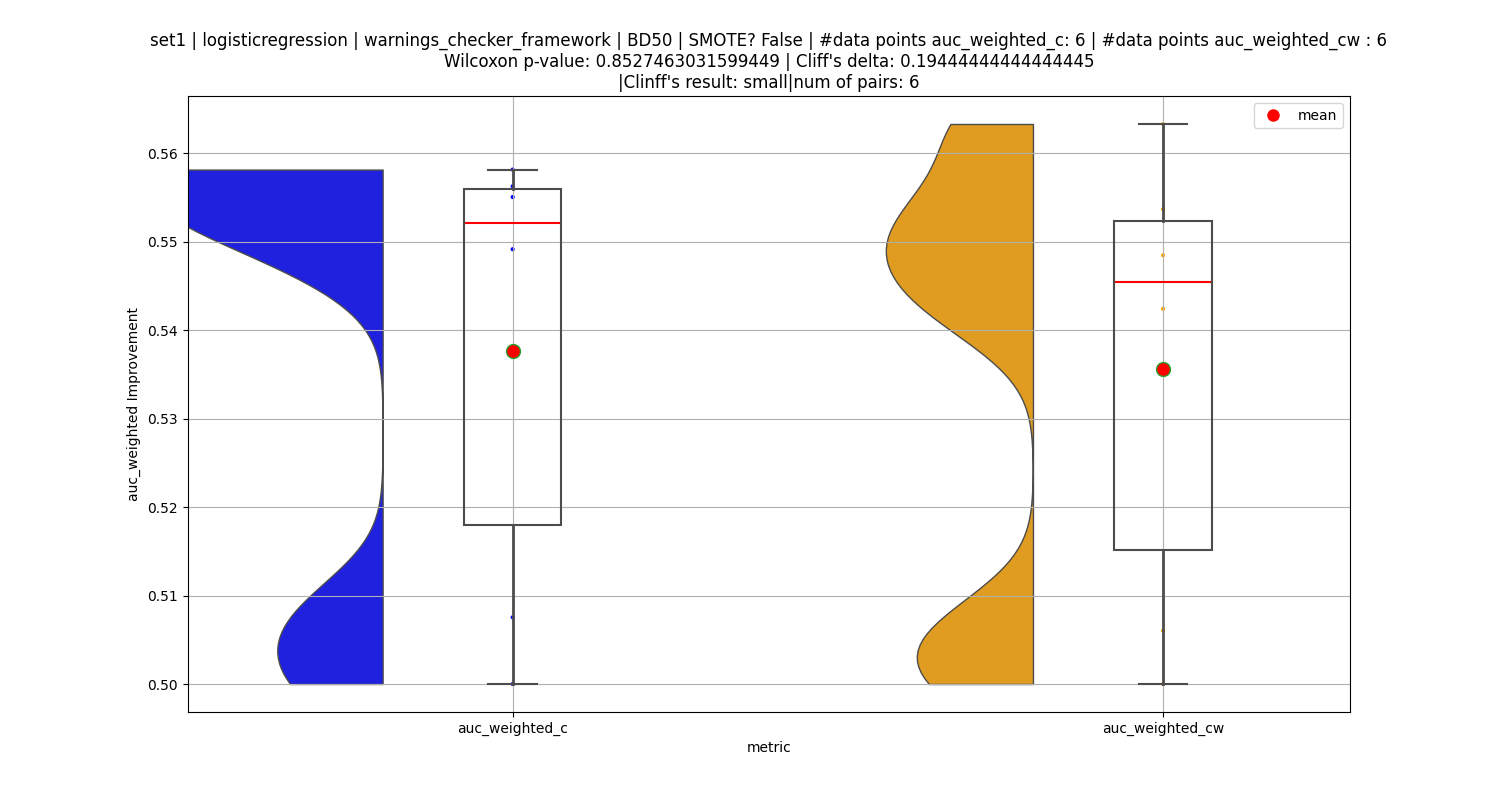 set1 | logisticregression | warnings_checker_framework | BD50 | SMOTE? False | #data points auc_weighted_c: 6 | #data points auc_weighted_cw : 6
Wilcoxon p-value: 0.8527463031599449 | Cliff's delta: 0.19444444444444445
|Clinff's result: small|num of pairs: 6
mean
0.56
0.55
0.54
0.53
0.52
0.51
0.50
auc_weighted Improvement
auc_weighted_c
auc_weighted_cw
metric